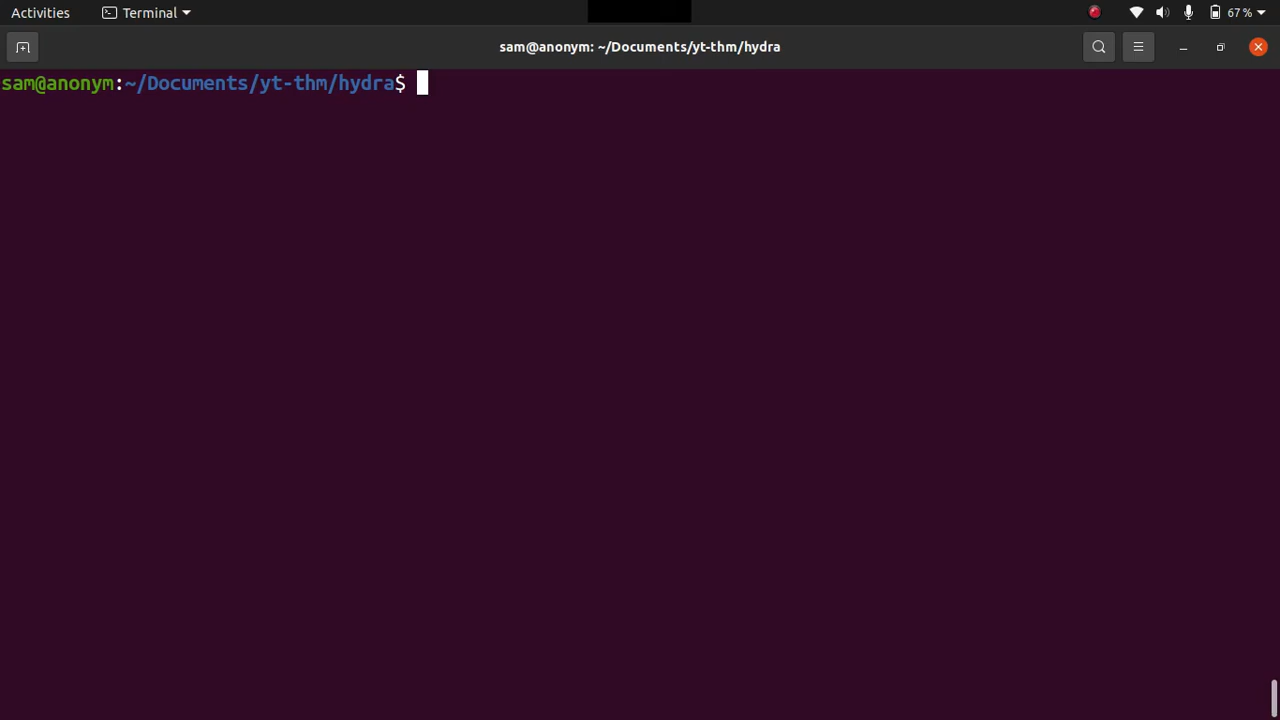 Activities Terminal 67 %
sam@anonym: ~/Documents/yt-thm/hydra
sam@anonym:~/Documents/yt-thm/hydra$